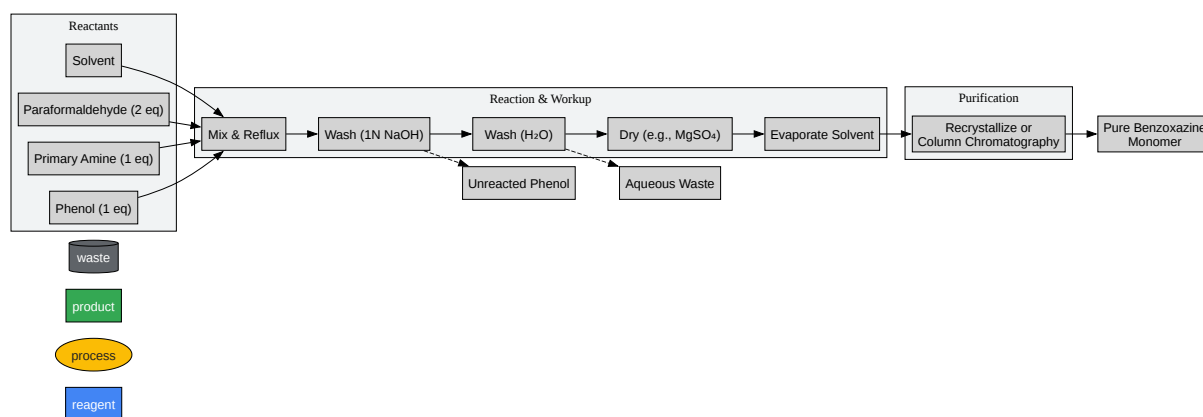 Reactants
Solvent
Paraformaldehyde (2 eq)
Primary Amine (1 eq)
Phenol (1 eq)
Reaction & Workup
Mix & Reflux
Wash (1N NaOH)
Wash (H₂O)
Dry (e.g., MgSO₄)
Evaporate Solvent
Unreacted Phenol
Aqueous Waste
Purification
Recrystallize or
Column Chromatography
Pure Benzoxazine
Monomer
waste
product
process
reagent